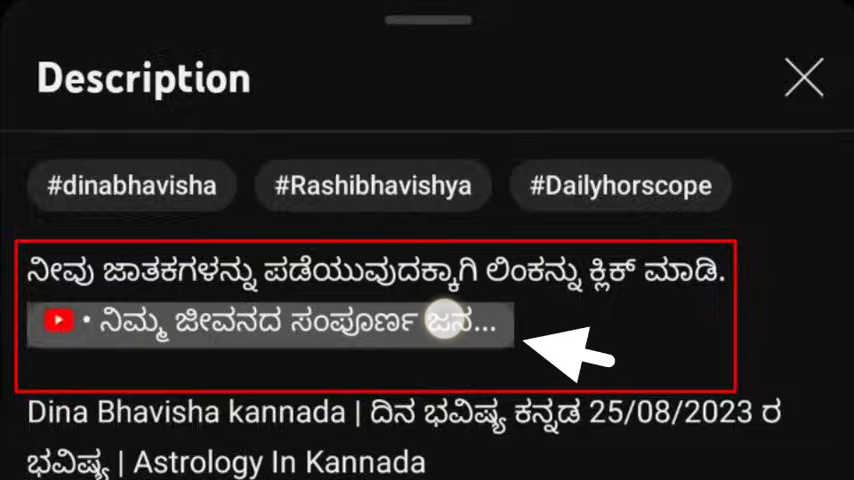 Description
#dinabhavisha #Rashibhavishya #Dailyhorscope
ನೀವು ಜಾತಕಗಳನ್ನು ಪಡೆಯುವುದಕ್ಕಾಗಿ ಲಿಂಕನ್ನು ಕ್ಲಿಕ್ ಮಾಡಿ.
• ನಿಮ್ಮ ಜೀವನದ ಸಂಪೂರ್ಣ ಜನ...
Dina Bhavisha kannada | ದಿನ ಭವಿಷ್ಯ ಕನ್ನಡ 25/08/2023 ರ
ಭವಿಷ್ಯ | Astrology In Kannada